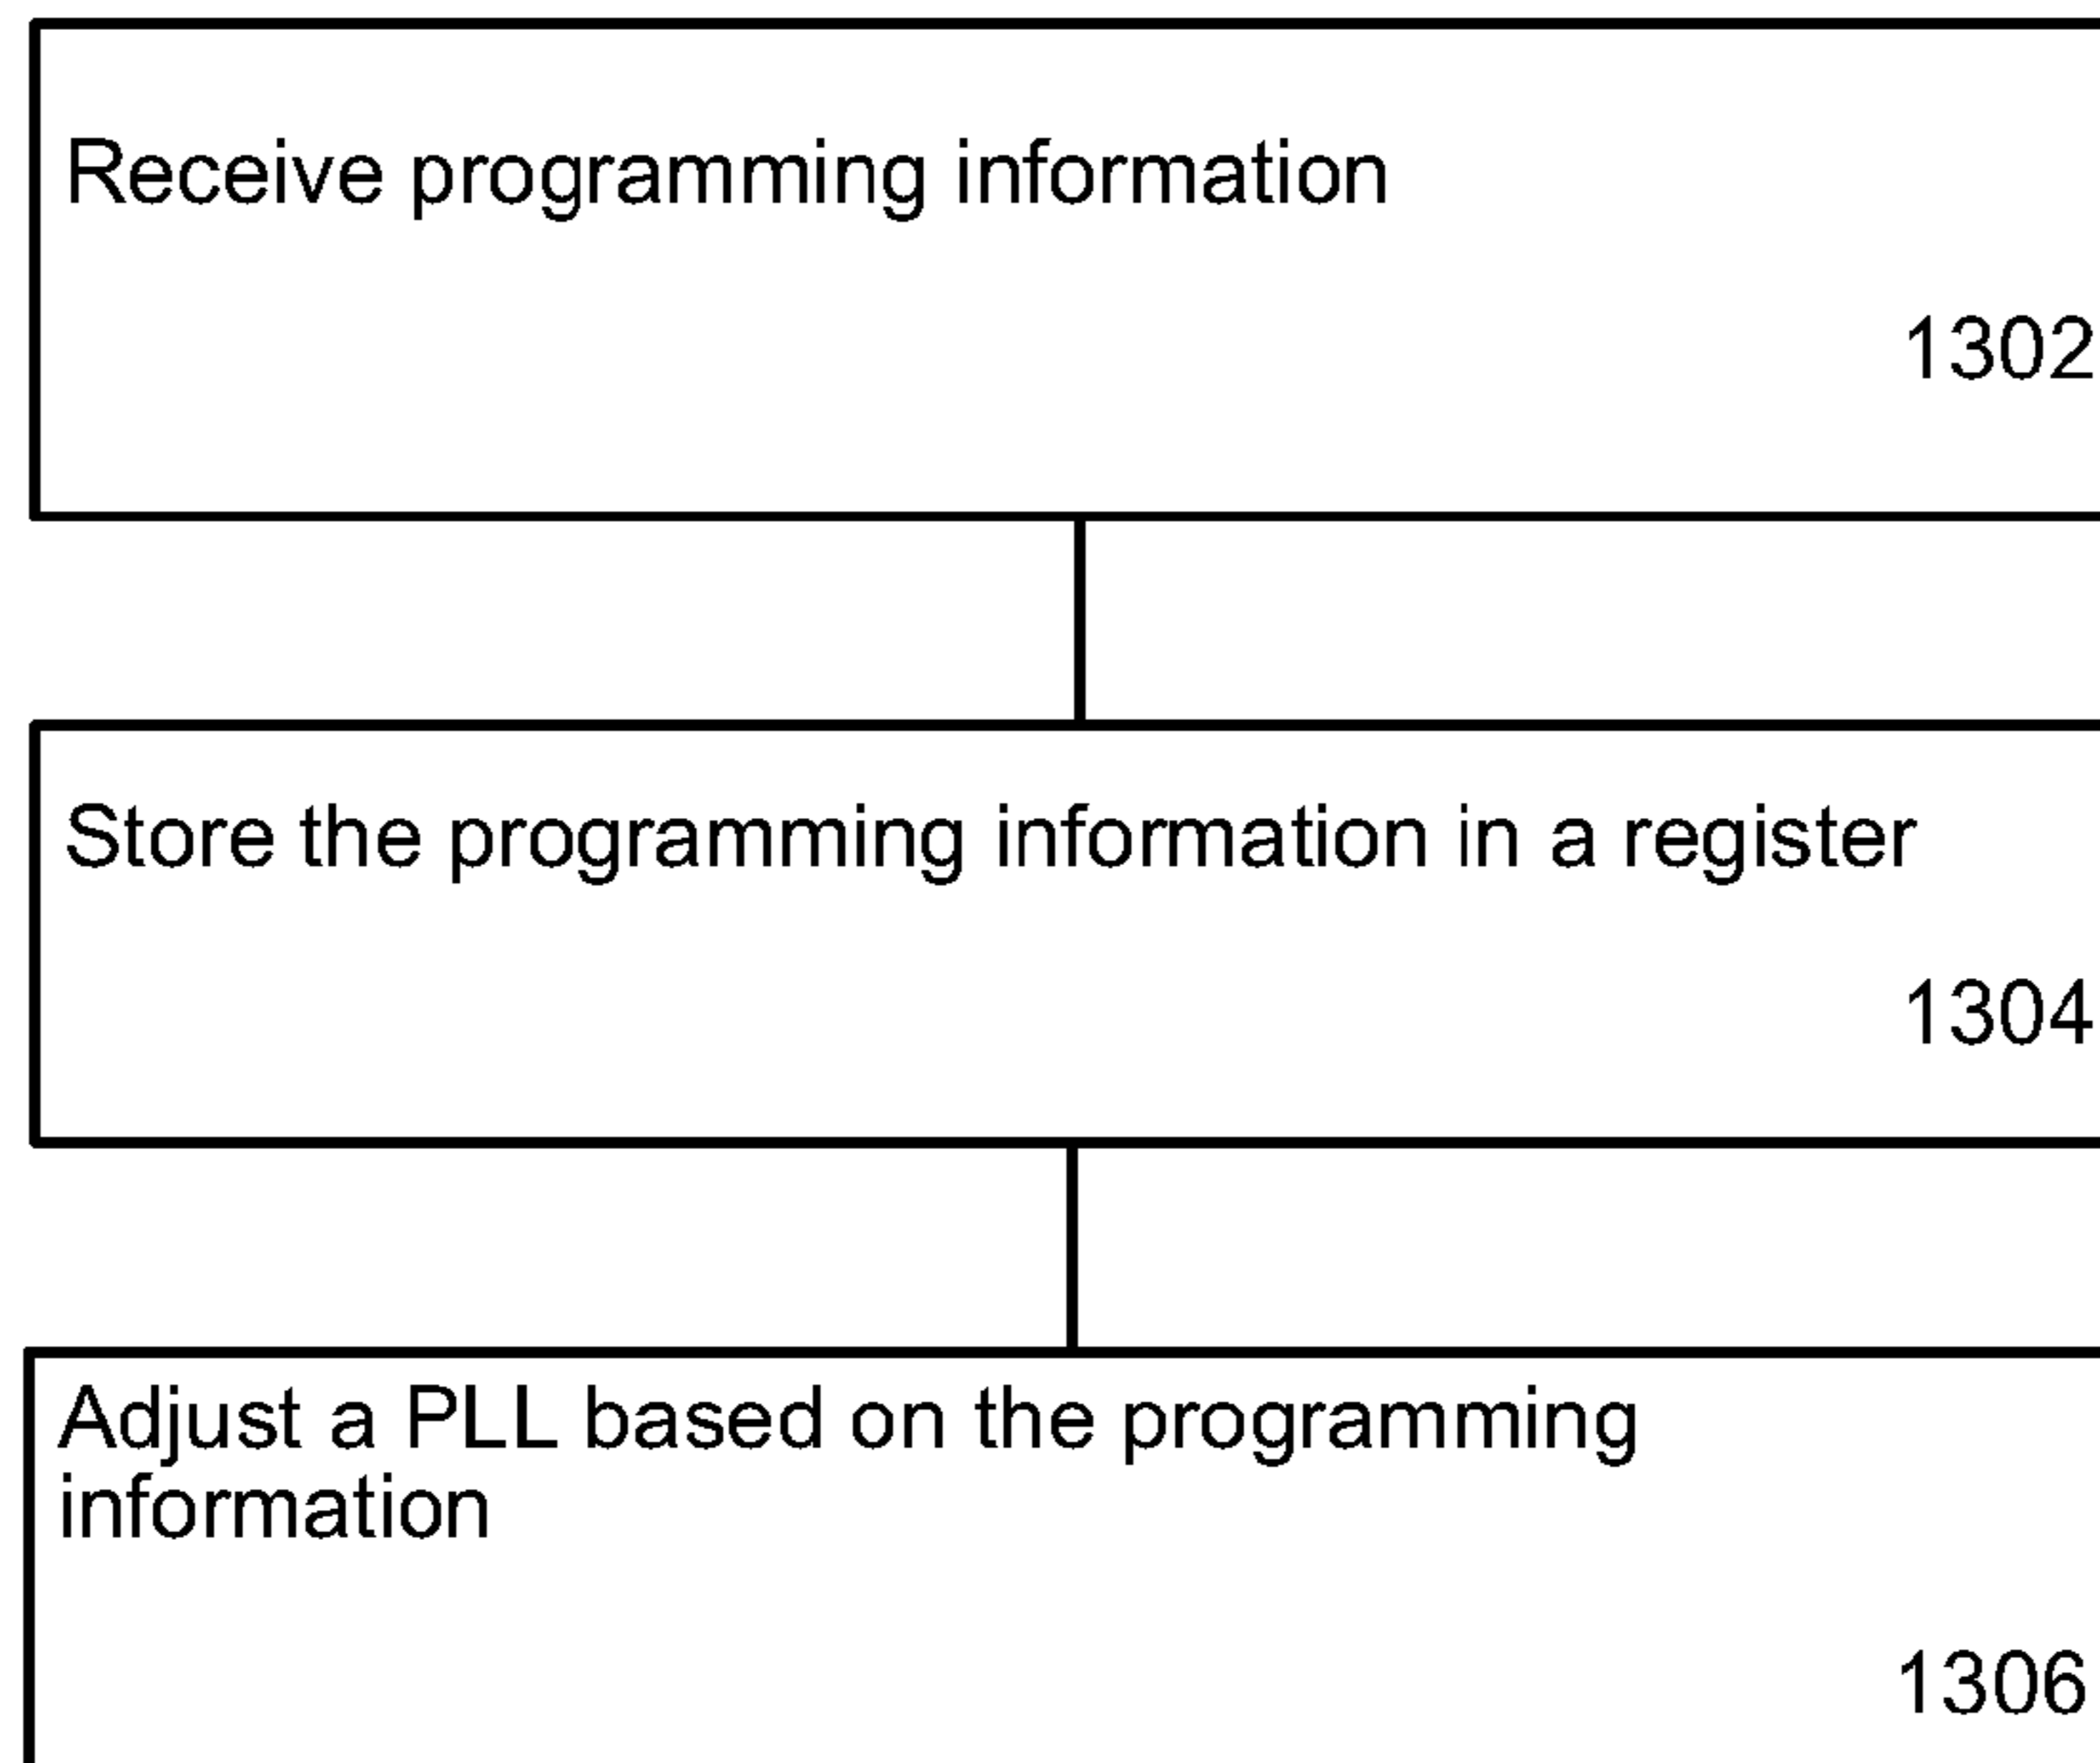 Receive programming information
1302
Store the programming information in a register
1304
Adjust a PLL based on the programming
information
1306